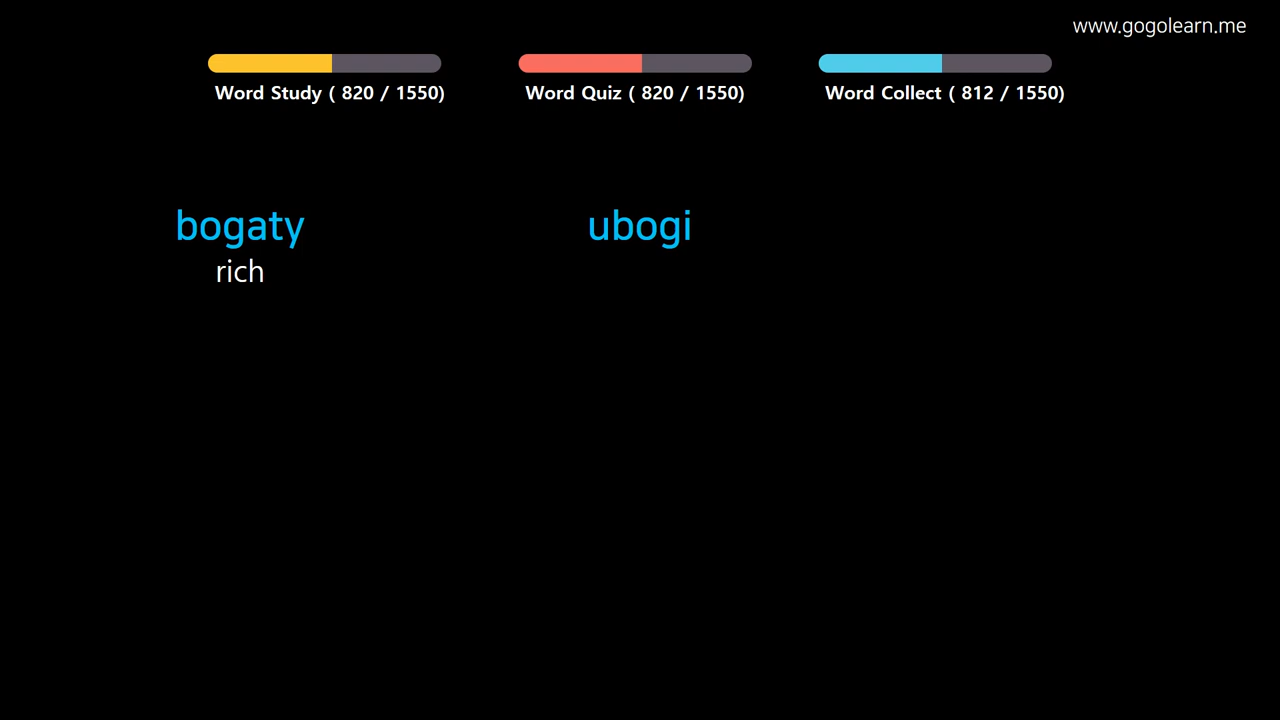 www.gogolearn.me
Word Study ( 820 / 1550)
Word Quiz ( 820 / 1550)
Word Collect ( 812 / 1550)
bogaty
rich
ubogi